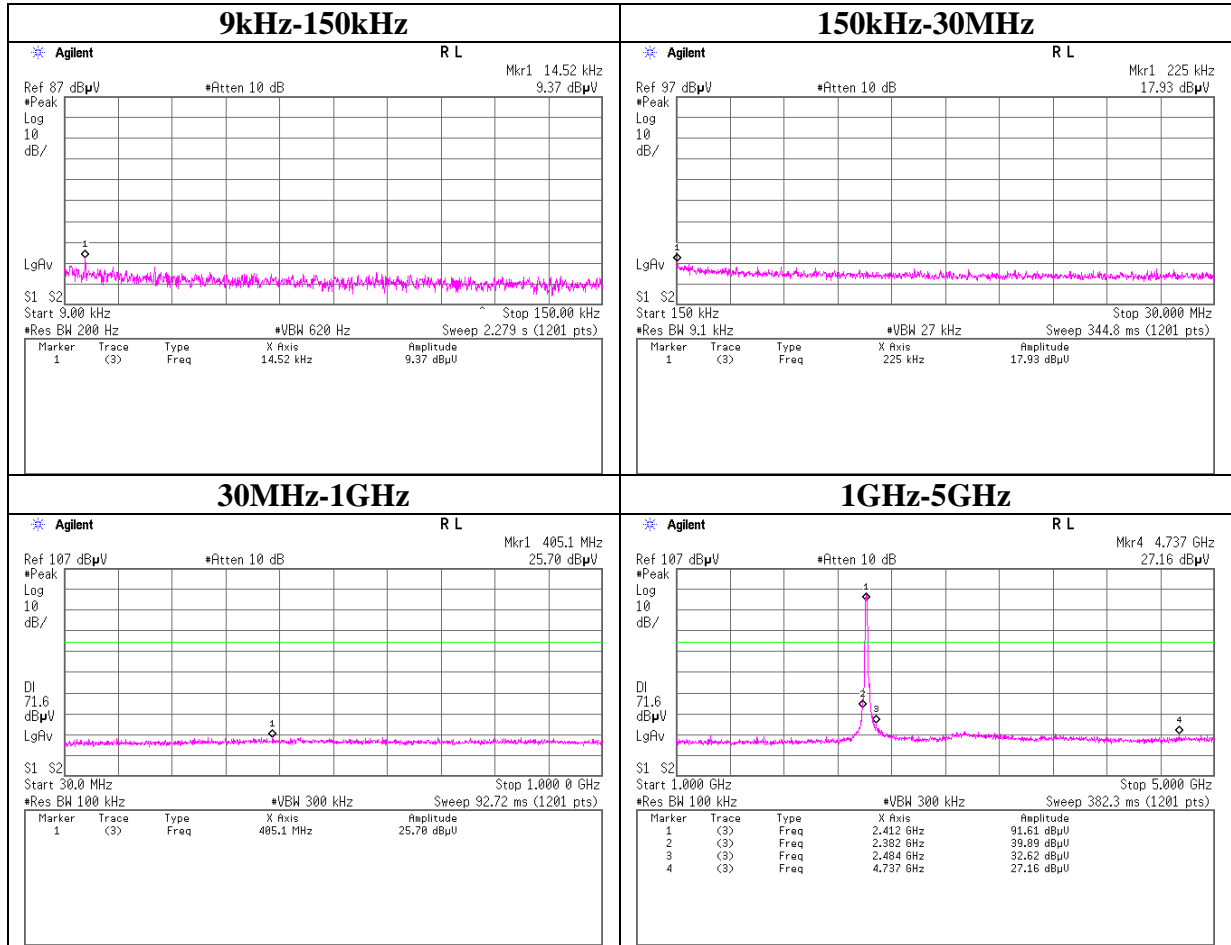 9kHz-150kHz
Agilent R L
Mkr1 14.52 kHz
Ref 87 dBµV #Atten 10 dB 9.37 dBµV
#Peak
Log
10
dB/
1
LgAv
S1 S2
Start 9.00 kHz ^ Stop 150.00 kHz
#Res BW 200 Hz #VBW 620 Hz Sweep 2.279 s (1201 pts)
Marker Trace Type X Axis Amplitude
1 (3) Freq 14.52 kHz 9.37 dBµV
150kHz-30MHz
Agilent R L
Mkr1 225 kHz
Ref 97 dBµV #Atten 10 dB 17.93 dBµV
#Peak
Log
10
dB/
1
LgAv
S1 S2
Start 150 kHz Stop 30.000 MHz
#Res BW 9.1 kHz #VBW 27 kHz Sweep 344.8 ms (1201 pts)
Marker Trace Type X Axis Amplitude
1 (3) Freq 225 kHz 17.93 dBµV
30MHz-1GHz
Agilent R L
Mkr1 405.1 MHz
Ref 107 dBµV #Atten 10 dB 25.70 dBµV
#Peak
Log
10
dB/
DI
71.6
dBµV
1
LgAv
S1 S2
Start 30.0 MHz Stop 1.000 0 GHz
#Res BW 100 kHz #VBW 300 kHz Sweep 92.72 ms (1201 pts)
Marker Trace Type X Axis Amplitude
1 (3) Freq 405.1 MHz 25.70 dBµV
1GHz-5GHz
Agilent R L
Mkr4 4.737 GHz
Ref 107 dBµV #Atten 10 dB 27.16 dBµV
#Peak
1
Log
10
dB/
DI
2
71.6
3
dBµV
4
LgAv
S1 S2
Start 1.000 GHz Stop 5.000 GHz
#Res BW 100 kHz #VBW 300 kHz Sweep 382.3 ms (1201 pts)
Marker Trace Type X Axis Amplitude
1 (3) Freq 2.412 GHz 91.61 dBµV
2 (3) Freq 2.382 GHz 39.89 dBµV
3 (3) Freq 2.484 GHz 32.62 dBµV
4 (3) Freq 4.737 GHz 27.16 dBµV